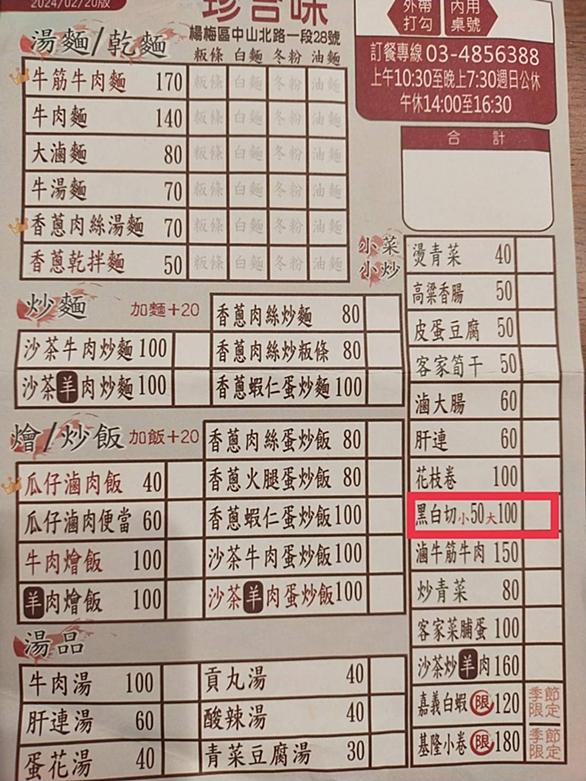 2024/02/20版
珍合味
楊梅區中山北路一段28號
外帶打勾
內用桌號
訂餐專線 03-4856388
上午10:30至晚上7:30週日公休
午休14:00至16:30
合計
湯麵/乾麵
粄條 白麵 冬粉 油麵
牛筋牛肉麵 170 粄條 白麵 冬粉 油麵
牛肉麵 140 粄條 白麵 冬粉 油麵
大滷麵 80 粄條 白麵 冬粉 油麵
牛湯麵 70 粄條 白麵 冬粉 油麵
香蔥肉絲湯麵 70 粄條 白麵 冬粉 油麵
香蔥乾拌麵 50 粄條 白麵 冬粉 油麵
炒麵 加麵+20
沙茶牛肉炒麵 100
沙茶羊肉炒麵 100
香蔥肉絲炒麵 80
香蔥肉絲炒粄條 80
香蔥蝦仁蛋炒麵 100
燴/炒飯 加飯+20
瓜仔滷肉飯 40
瓜仔滷肉便當 60
牛肉燴飯 100
羊肉燴飯 100
香蔥肉絲蛋炒飯 80
香蔥火腿蛋炒飯 80
香蔥蝦仁蛋炒飯 100
沙茶牛肉蛋炒飯 100
沙茶羊肉蛋炒飯 100
湯品
牛肉湯 100
肝連湯 60
蛋花湯 40
貢丸湯 40
酸辣湯 40
青菜豆腐湯 30
小菜
小炒
燙青菜 40
高粱香腸 50
皮蛋豆腐 50
客家筍干 50
滷大腸 60
肝連 60
花枝卷 100
黑白切 小50大100
滷牛筋牛肉 150
炒青菜 80
客家菜脯蛋 100
沙茶炒羊肉 160
嘉義白蝦 限 120 季節限定
基隆小卷 限 180 季節限定